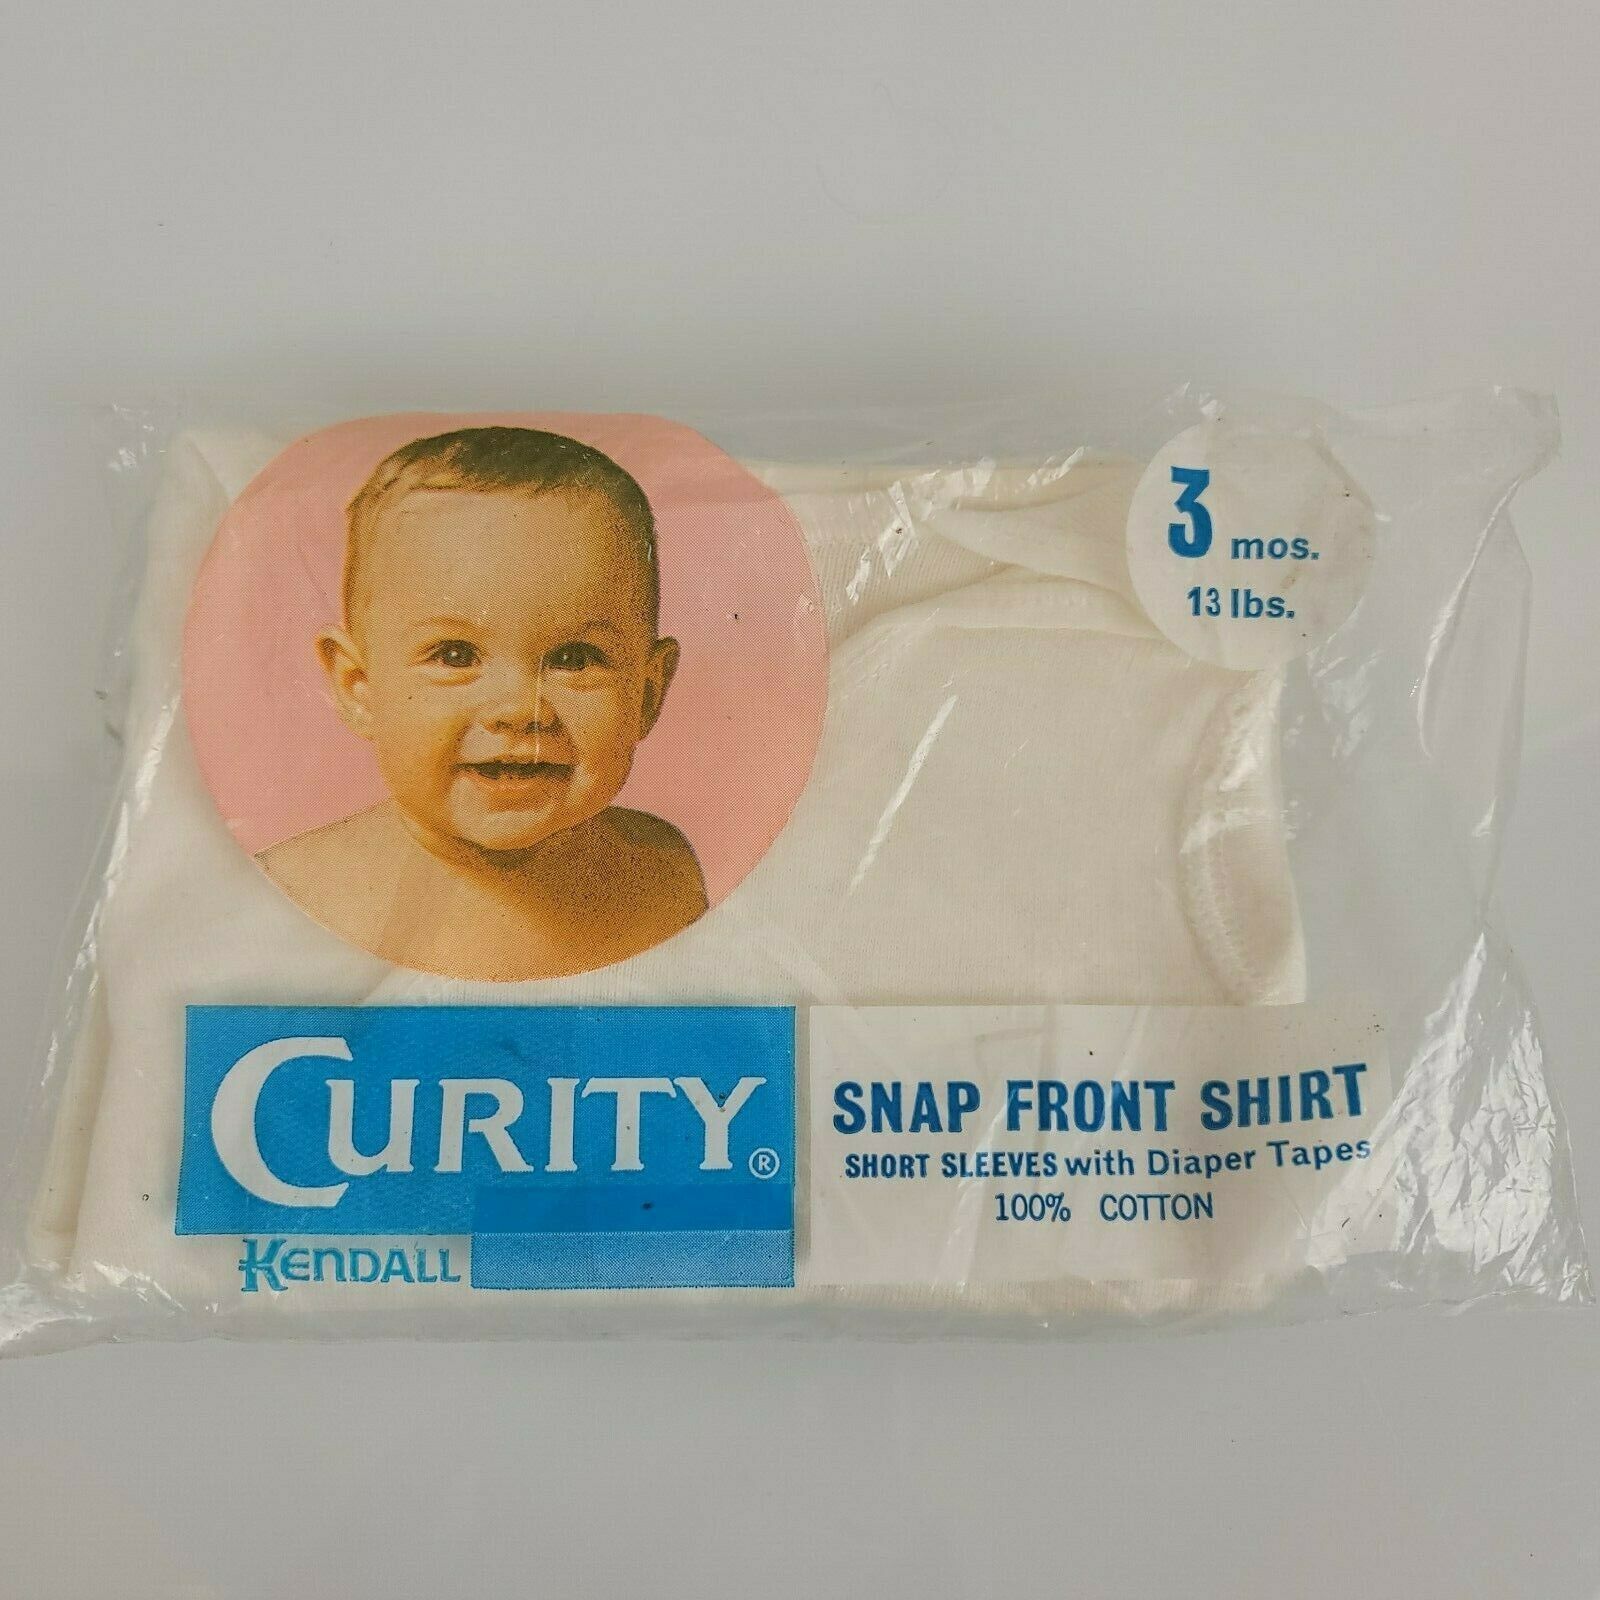 3 mos.
13 lbs.
CURITY®
KENDALL
SNAP FRONT SHIRT
SHORT SLEEVES with Diaper Tapes
100% COTTON